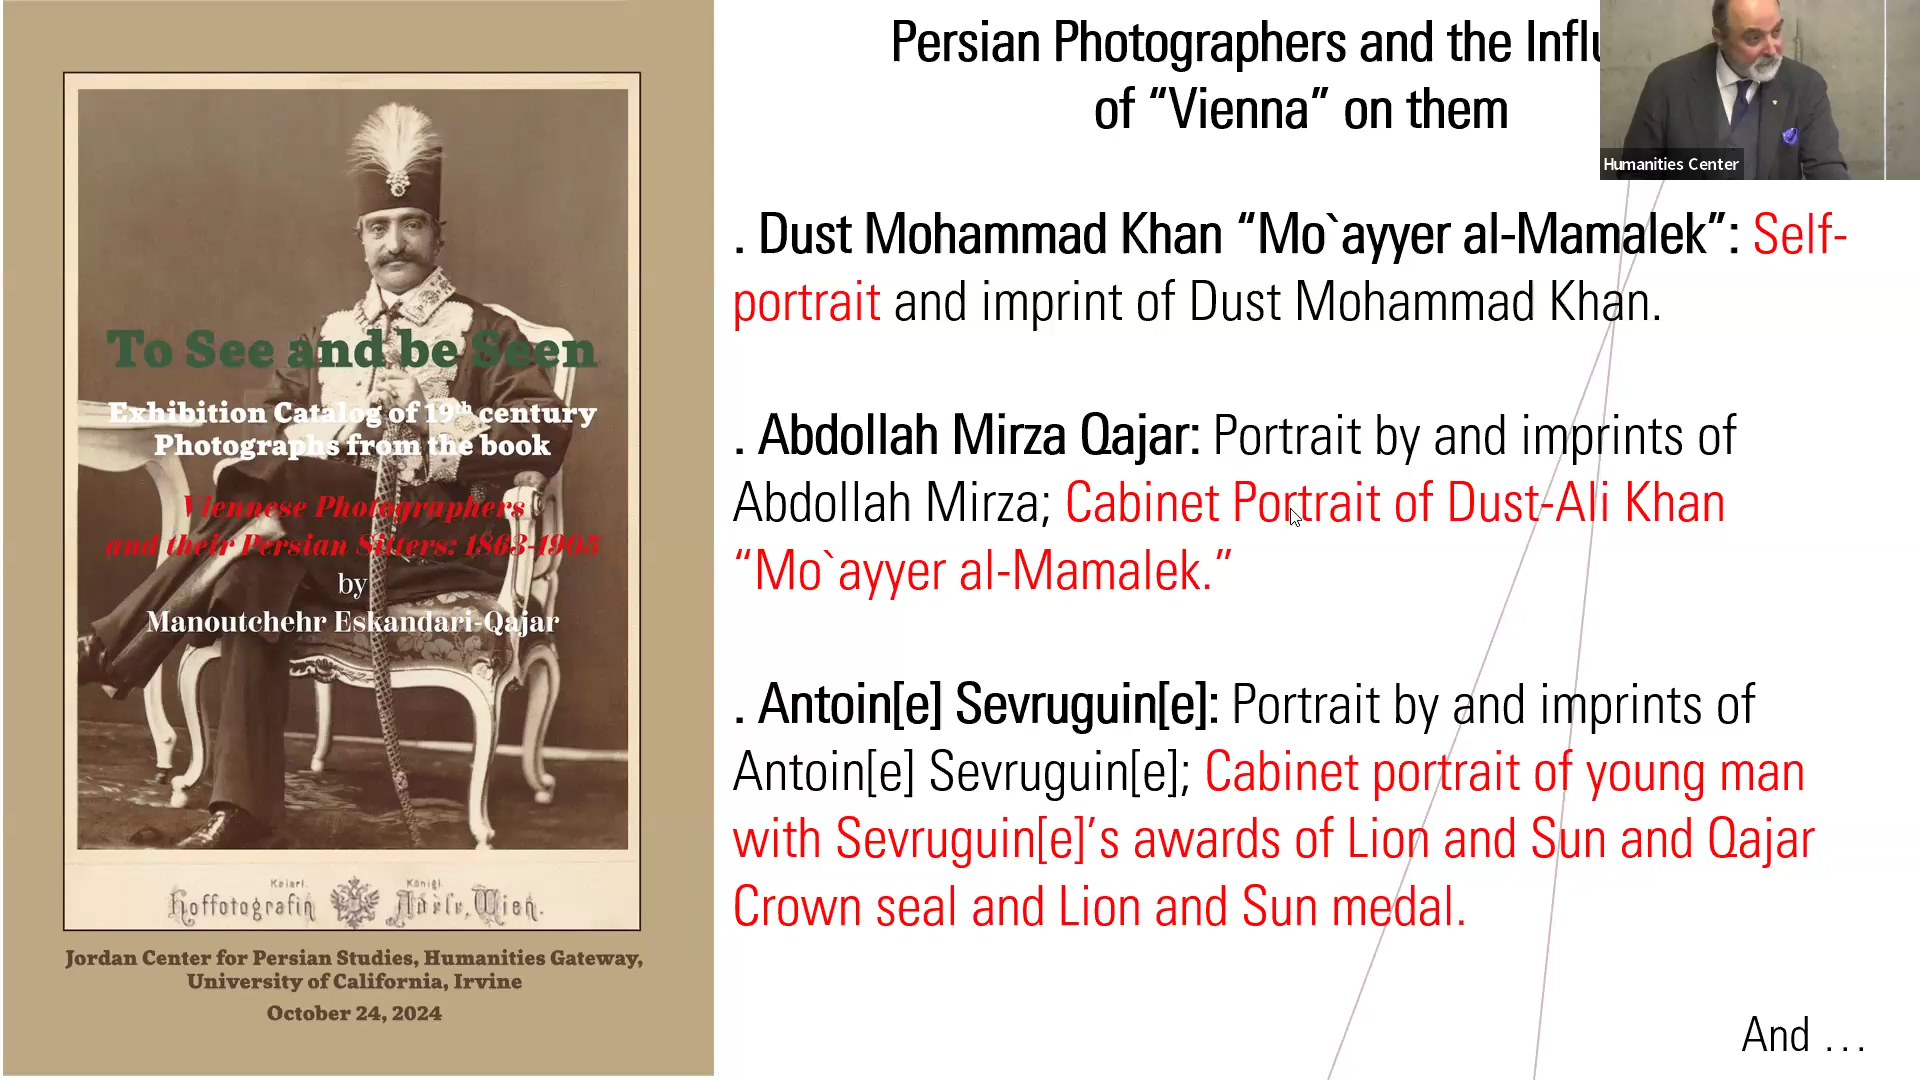 To See and be Seen
Exhibition Catalog of 19th century
Photographs from the book
Viennese Photographers
and their Persian Sitters: 1863-1905
by
Manoutchehr Eskandari-Qajar
Kaiserl. Königl.
Hoffotografin Adèle, Wien.
Jordan Center for Persian Studies, Humanities Gateway,
University of California, Irvine
October 24, 2024
Persian Photographers and the Influ
of “Vienna” on them
Humanities Center
. Dust Mohammad Khan “Mo`ayyer al-Mamalek”: Self-
portrait and imprint of Dust Mohammad Khan.
. Abdollah Mirza Qajar: Portrait by and imprints of
Abdollah Mirza; Cabinet Portrait of Dust-Ali Khan
“Mo`ayyer al-Mamalek.”
. Antoin[e] Sevruguin[e]: Portrait by and imprints of
Antoin[e] Sevruguin[e]; Cabinet portrait of young man
with Sevruguin[e]’s awards of Lion and Sun and Qajar
Crown seal and Lion and Sun medal.
And …